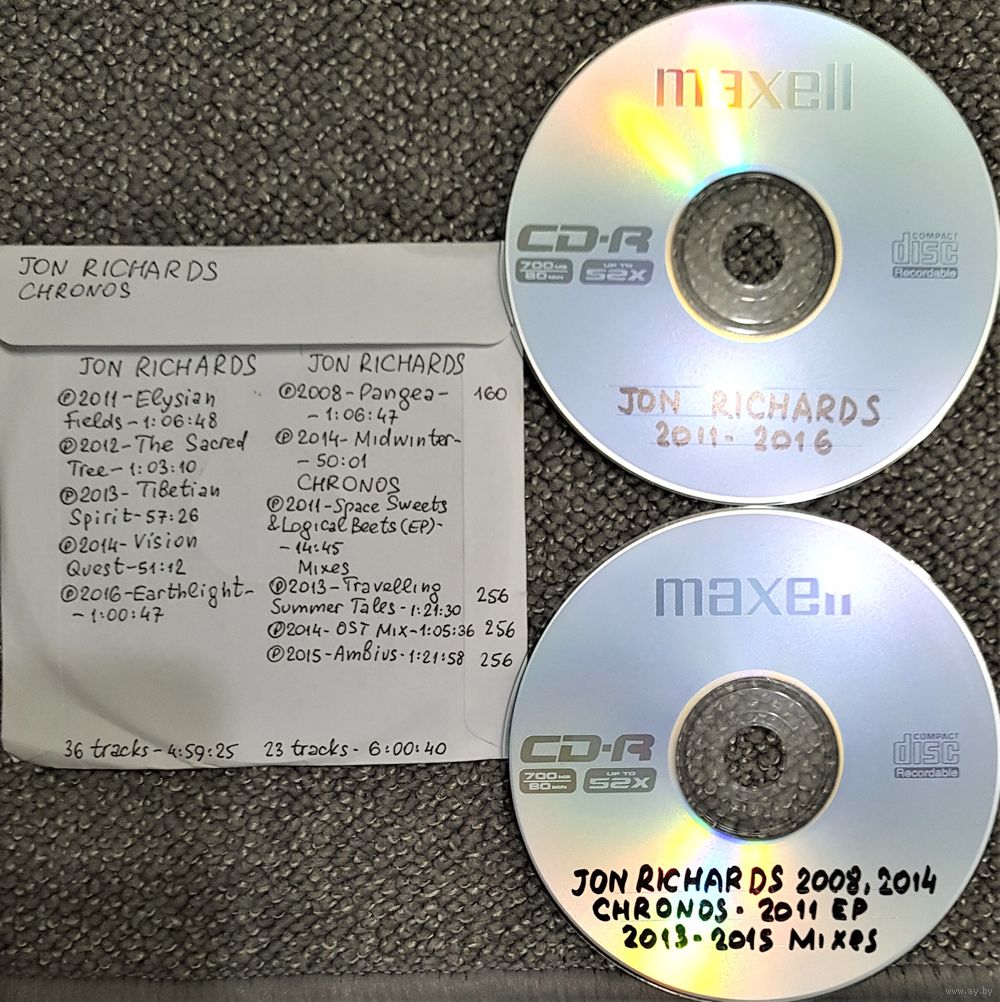 JON RICHARDS
CHRONOS
JON RICHARDS
℗2011-Elysian
Fields-1:06:48
℗2012-The Sacred
Tree-1:03:10
℗2013-Tibetian
Spirit-57:26
℗2014-Vision
Quest-51:12
℗2016-Earthlight-
-1:00:47
36 tracks-4:59:25
JON RICHARDS
℗2008-Pangea- 160
-1:06:47
℗2014-Midwinter-
-50:01
CHRONOS
℗2011-Space Sweets
&Logical Beets(EP)-
-14:45
Mixes
℗2013-Travelling 256
Summer Tales-1:21:30
℗2014-OST Mix-1:05:36 256
℗2015-Ambius-1:21:58 256
23 tracks-6:00:40
maxell
CD-R
700MB
80MIN
UP TO
52X
COMPACT
disc
Recordable
JON RICHARDS
2011-2016
maxell
CD-R
700MB
80MIN
UP TO
52X
COMPACT
disc
Recordable
JON RICHARDS 2008, 2014
CHRONOS-2011 EP
2013-2015 Mixes
www.ay.by